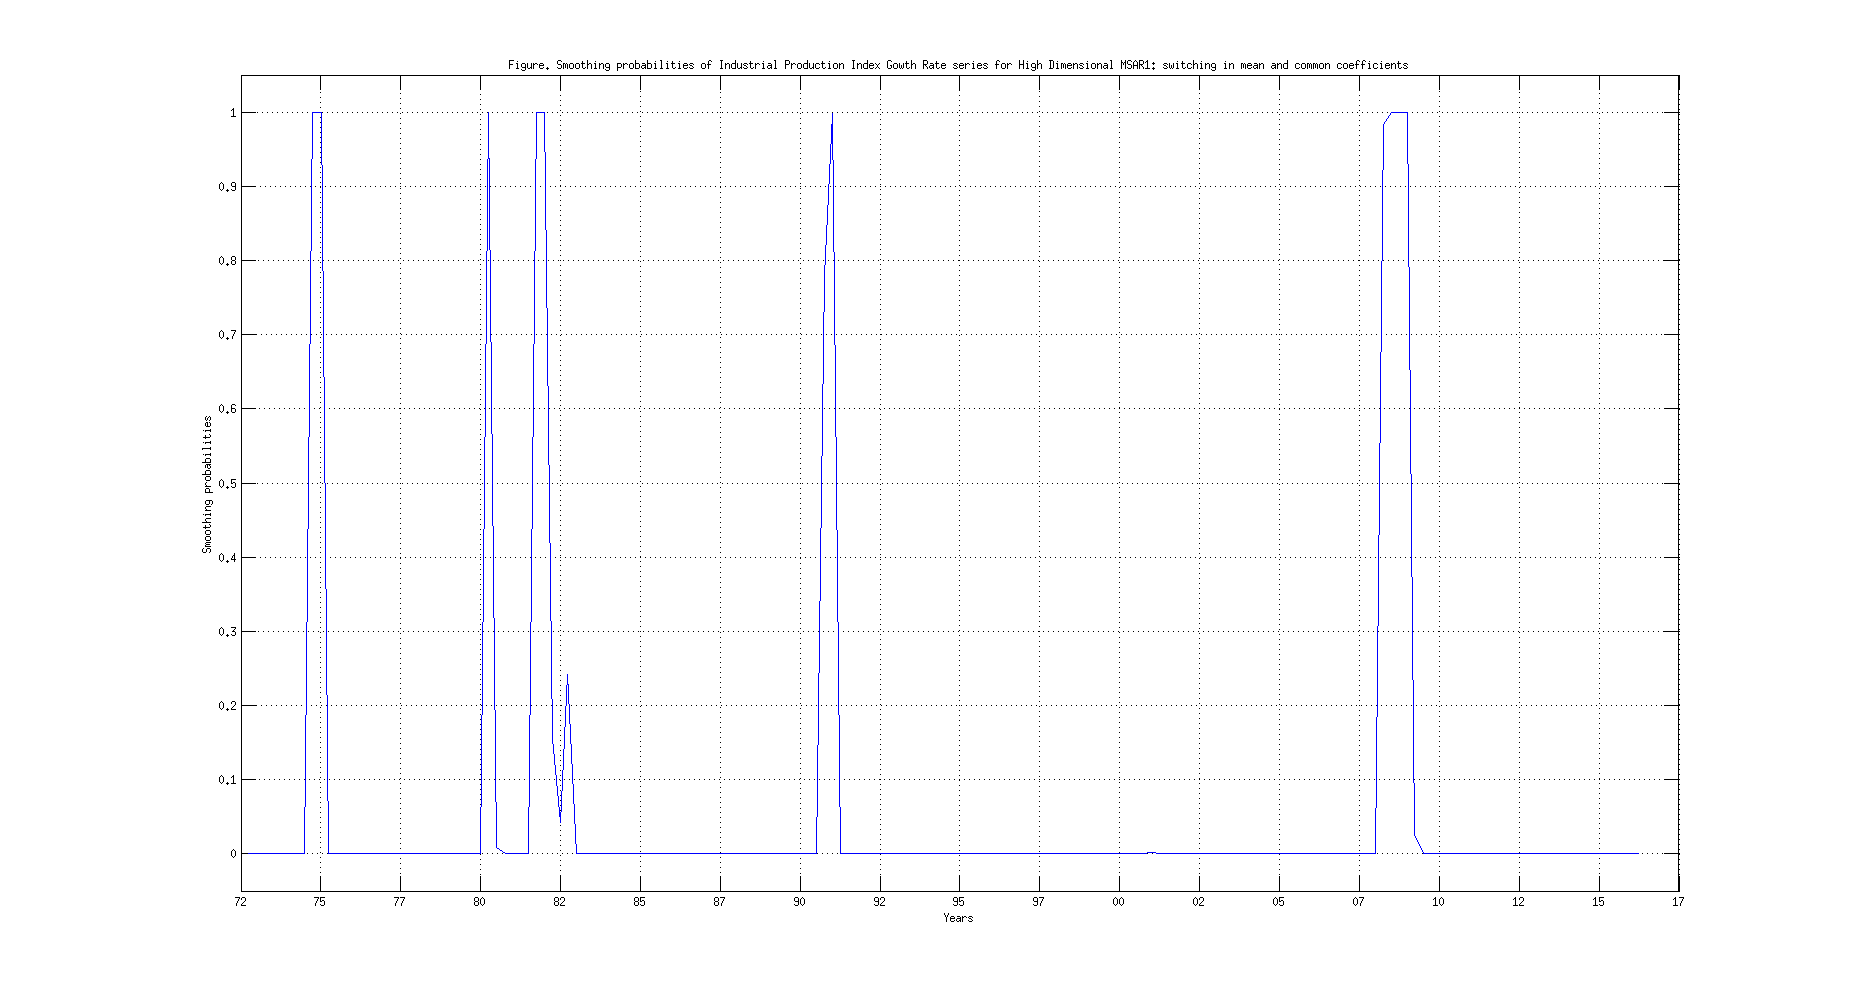 Figure. Smoothing probabilities of Industrial Production Index Gowth Rate series for High Dimensional MSAR1: switching in mean and common coefficients
1
0.9
0.8
0.7
0.6
0.5
0.4
0.3
0.2
0.1
0
Smoothing probabilities
72 75 77 80 82 85 87 90 92 95 97 00 02 05 07 10 12 15 17
Years